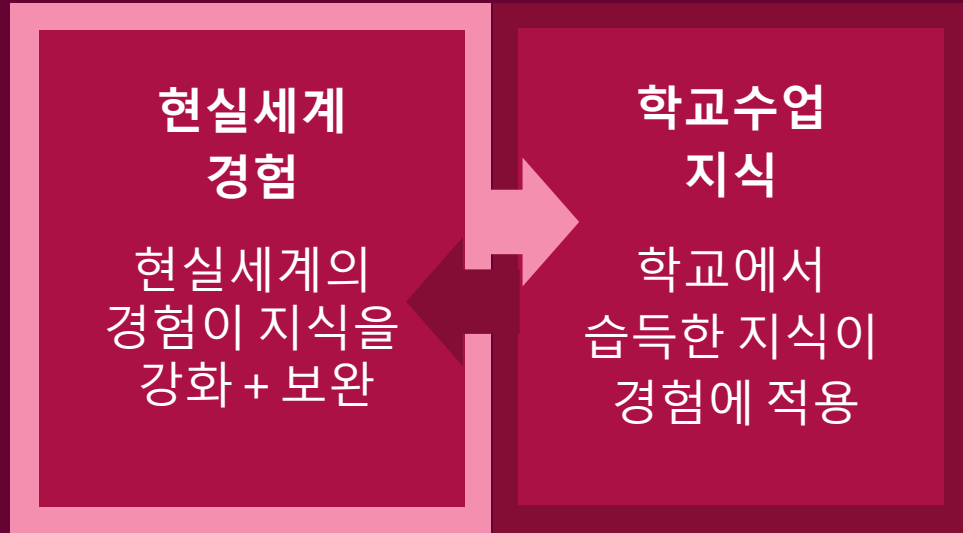 현실세계
경험
현실세계의
경험이 지식을
강화 + 보완
학교수업
지식
학교에서
습득한 지식이
경험에 적용